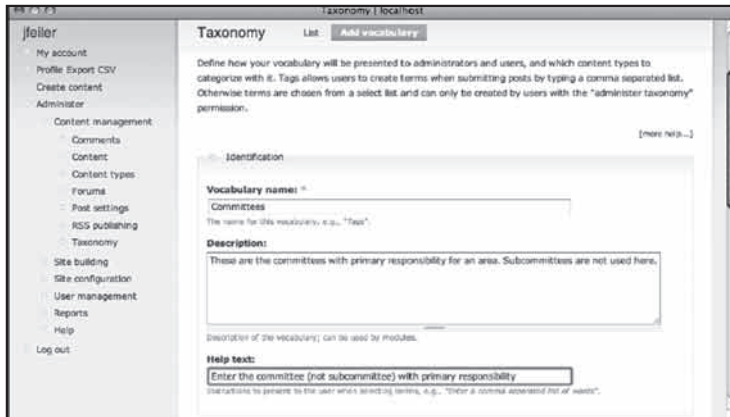 Taxonomy | localhost
jfeiler
My account
Profile Export CSV
Create content
Administer
Content management
Comments
Content
Content types
Forums
Post settings
RSS publishing
Taxonomy
Site building
Site configuration
User management
Reports
Help
Log out
Taxonomy List Add vocabulary
Define how your vocabulary will be presented to administrators and users, and which content types to
categorize with it. Tags allows users to create terms when submitting posts by typing a comma separated list.
Otherwise terms are chosen from a select list and can only be created by users with the "administer taxonomy"
permission.
[more help...]
Identification
Vocabulary name: *
Committees
The name for this vocabulary, e.g., "Tags".
Description:
These are the committees with primary responsibility for an area. Subcommittees are not used here.
Description of the vocabulary; can be used by modules.
Help text:
Enter the committee (not subcommittee) with primary responsibility
Instructions to present to the user when selecting terms, e.g., "Enter a comma separated list of words".